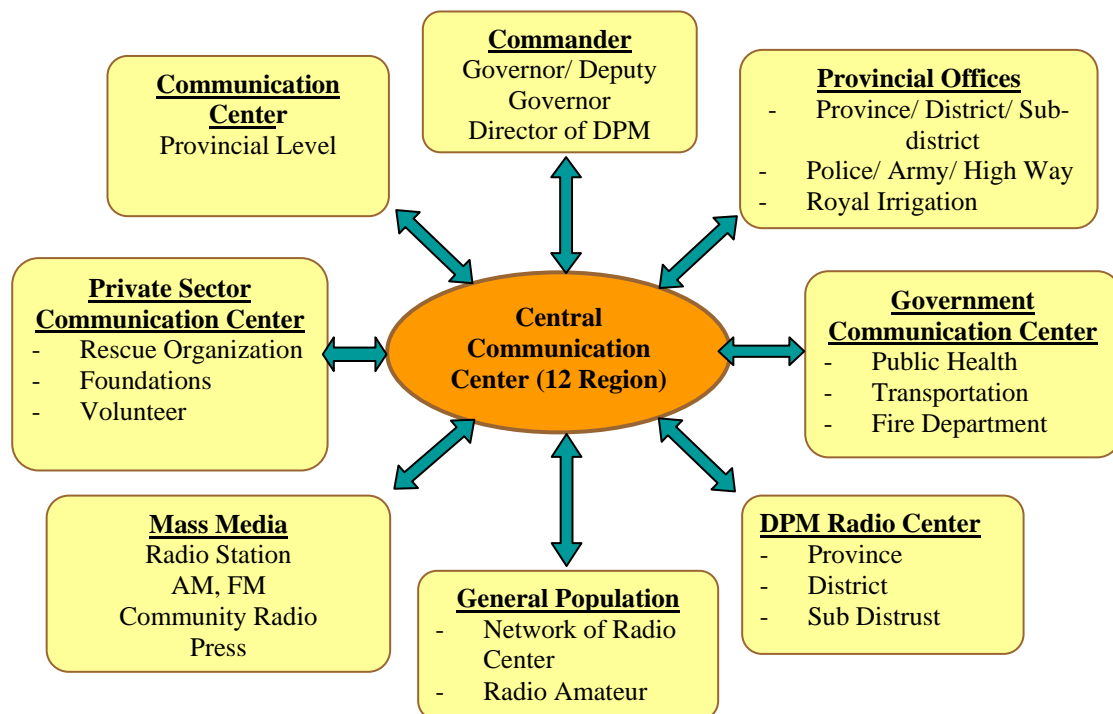 Commander
Governor/ Deputy
Governor
Director of DPM
Communication
Center
Provincial Level
Provincial Offices
- Province/ District/ Sub-
district
- Police/ Army/ High Way
- Royal Irrigation
Private Sector
Communication Center
- Rescue Organization
- Foundations
- Volunteer
Central
Communication
Center (12 Region)
Government
Communication Center
- Public Health
- Transportation
- Fire Department
Mass Media
Radio Station
AM, FM
Community Radio
Press
General Population
- Network of Radio
Center
- Radio Amateur
DPM Radio Center
- Province
- District
- Sub Distrust